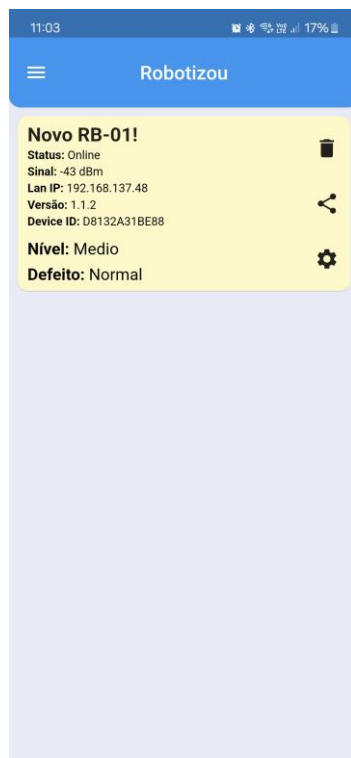 11:03 17%
Robotizou
Novo RB-01!
Status: Online
Sinal: -43 dBm
Lan IP: 192.168.137.48
Versão: 1.1.2
Device ID: D8132A31BE88
Nível: Medio
Defeito: Normal